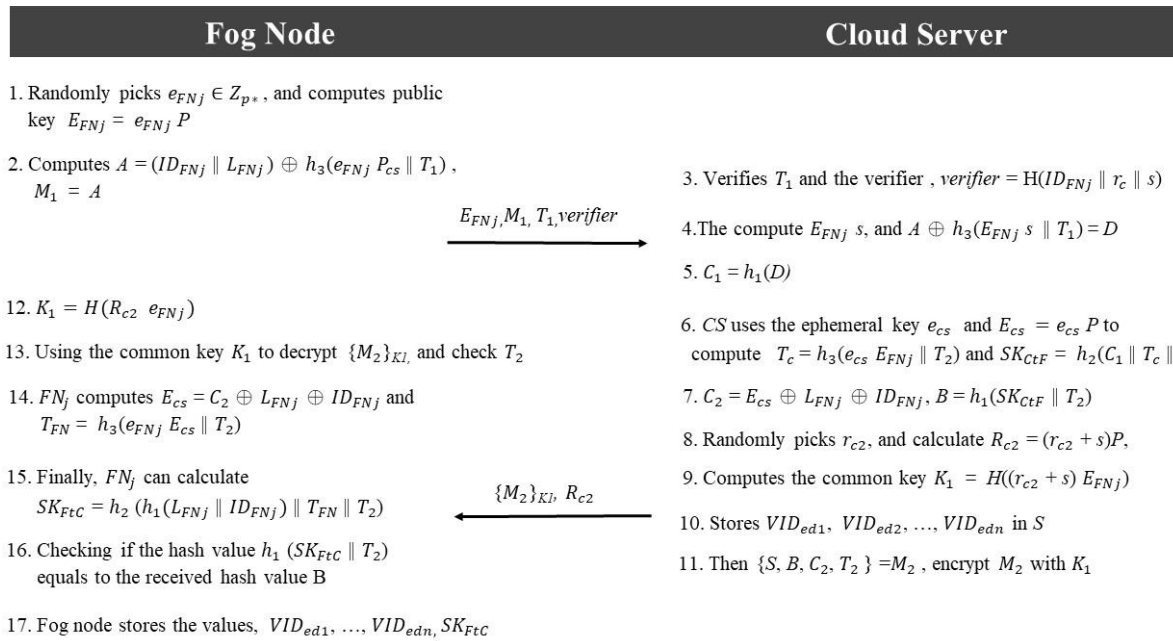 Fog Node
Cloud Server
1. Randomly picks e_{FNj} ∈ Z_{p*}, and computes public
key E_{FNj} = e_{FNj} P
2. Computes A = (ID_{FNj} ∥ L_{FNj}) ⊕ h_3(e_{FNj} P_{cs} ∥ T_1) ,
M_1 = A
E_{FNj}, M_1, T_1, verifier
3. Verifies T_1 and the verifier , verifier = H(ID_{FNj} ∥ r_c ∥ s)
4.The compute E_{FNj} s, and A ⊕ h_3(E_{FNj} s ∥ T_1) = D
5. C_1 = h_1(D)
6. CS uses the ephemeral key e_{cs} and E_{cs} = e_{cs} P to
compute T_c = h_3(e_{cs} E_{FNj} ∥ T_2) and SK_{CtF} = h_2(C_1 ∥ T_c ∥
7. C_2 = E_{cs} ⊕ L_{FNj} ⊕ ID_{FNj}, B = h_1(SK_{CtF} ∥ T_2)
8. Randomly picks r_{c2}, and calculate R_{c2} = (r_{c2} + s)P,
9. Computes the common key K_1 = H((r_{c2} + s) E_{FNj})
10. Stores VID_{ed1}, VID_{ed2}, …, VID_{edn} in S
11. Then {S, B, C_2, T_2 } =M_2 , encrypt M_2 with K_1
{M_2}_{K1}, R_{c2}
12. K_1 = H(R_{c2} e_{FNj})
13. Using the common key K_1 to decrypt {M_2}_{K1}, and check T_2
14. FN_j computes E_{cs} = C_2 ⊕ L_{FNj} ⊕ ID_{FNj} and
T_{FN} = h_3(e_{FNj} E_{cs} ∥ T_2)
15. Finally, FN_j can calculate
SK_{FtC} = h_2 (h_1(L_{FNj} ∥ ID_{FNj}) ∥ T_{FN} ∥ T_2)
16. Checking if the hash value h_1 (SK_{FtC} ∥ T_2)
equals to the received hash value B
17. Fog node stores the values, VID_{ed1}, …, VID_{edn}, SK_{FtC}